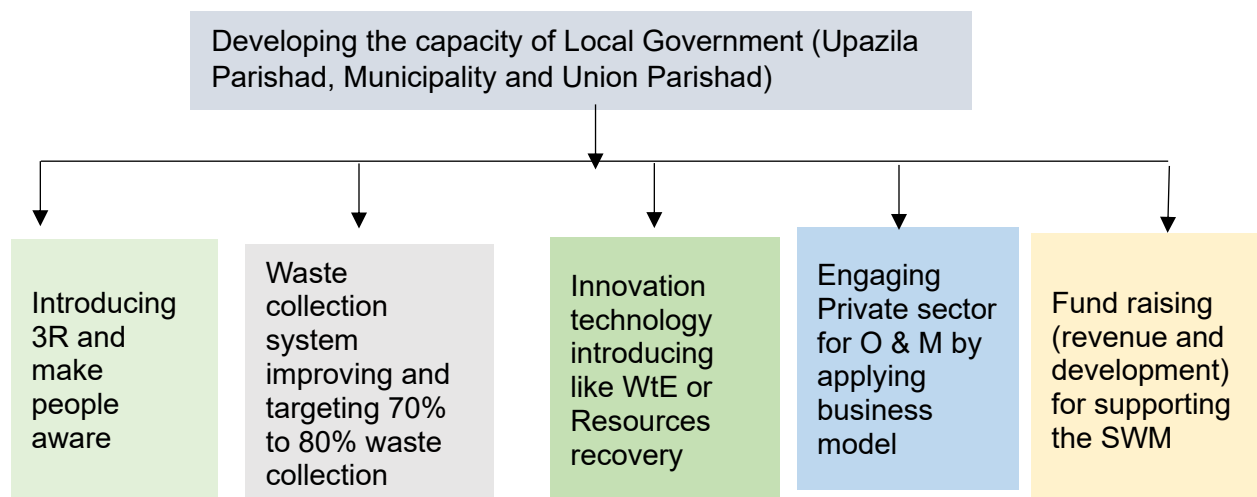 Developing the capacity of Local Government (Upazila
Parishad, Municipality and Union Parishad)
Introducing
3R and
make
people
aware
Waste
collection
system
improving and
targeting 70%
to 80% waste
collection
Innovation
technology
introducing
like WtE or
Resources
recovery
Engaging
Private sector
for O & M by
applying
business
model
Fund raising
(revenue and
development)
for supporting
the SWM